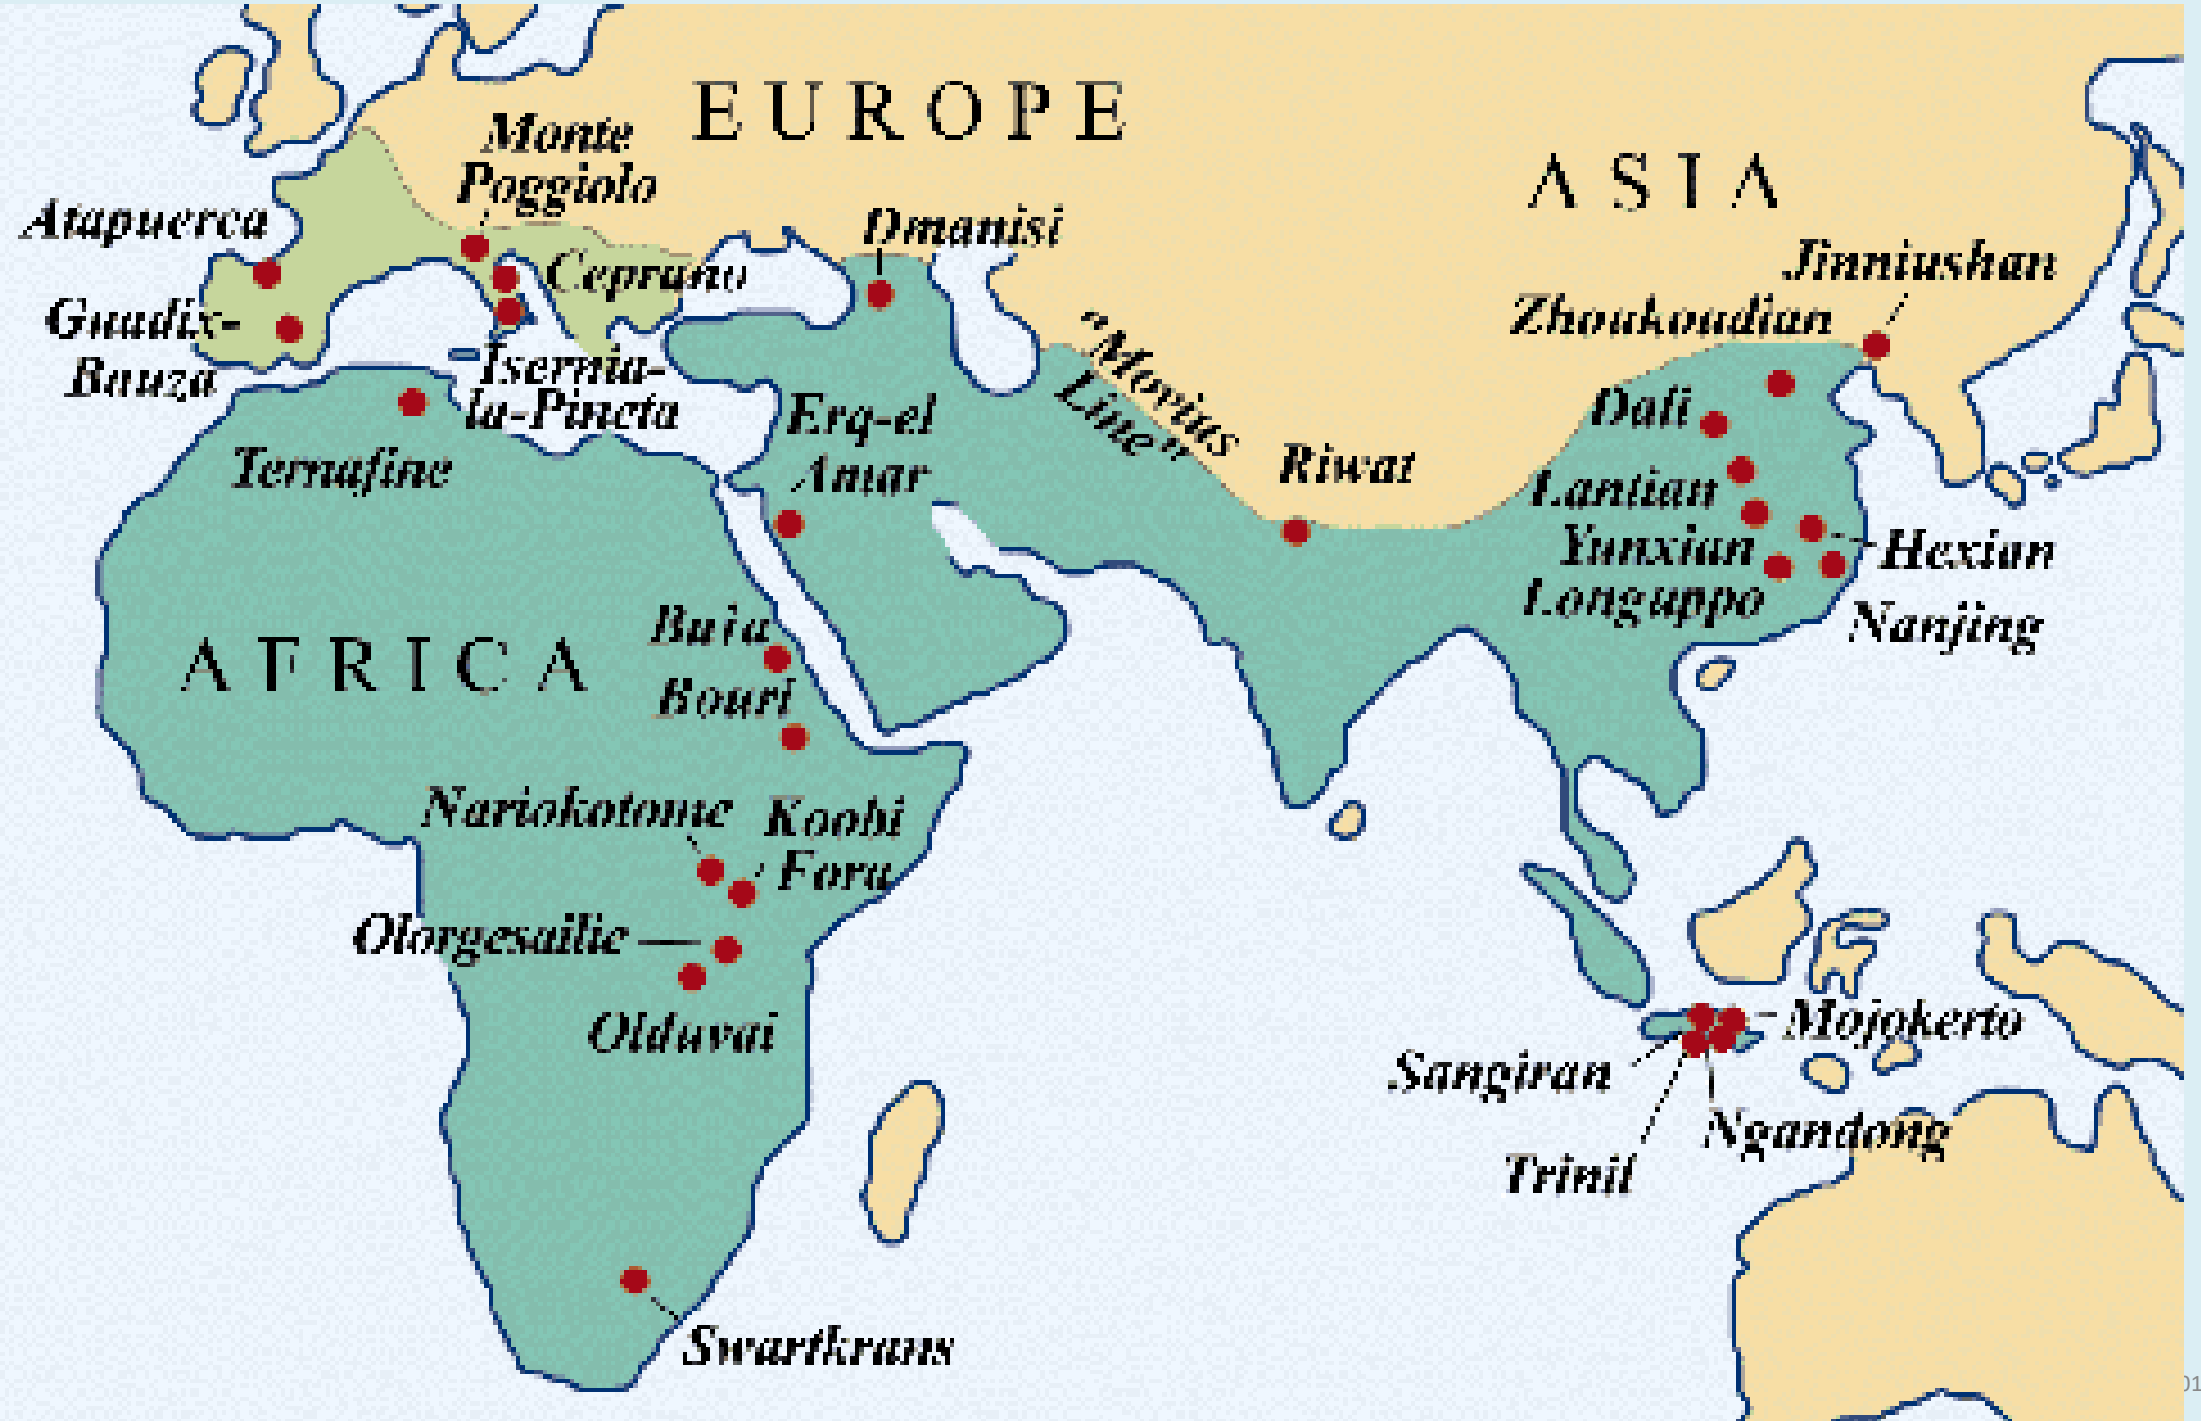 EUROPE
Monte
Poggiolo
ASIA
Atapuerca
Dmanisi
Jinniushan
Ceprano
Guadix-
Bauza
Zhoukoudian
"Movius
Line"
Isernia-
la-Pineta
Erq-el
Amar
Dali
Ternafine
Riwat
Lantian
Yunxian
Hexian
Longuppo
Nanjing
Buia
AFRICA
Bouri
Nariokotome
Koobi
Fora
Olorgesailie
Olduvai
Mojokerto
Sangiran
Ngandong
Trinil
Swartkrans
01